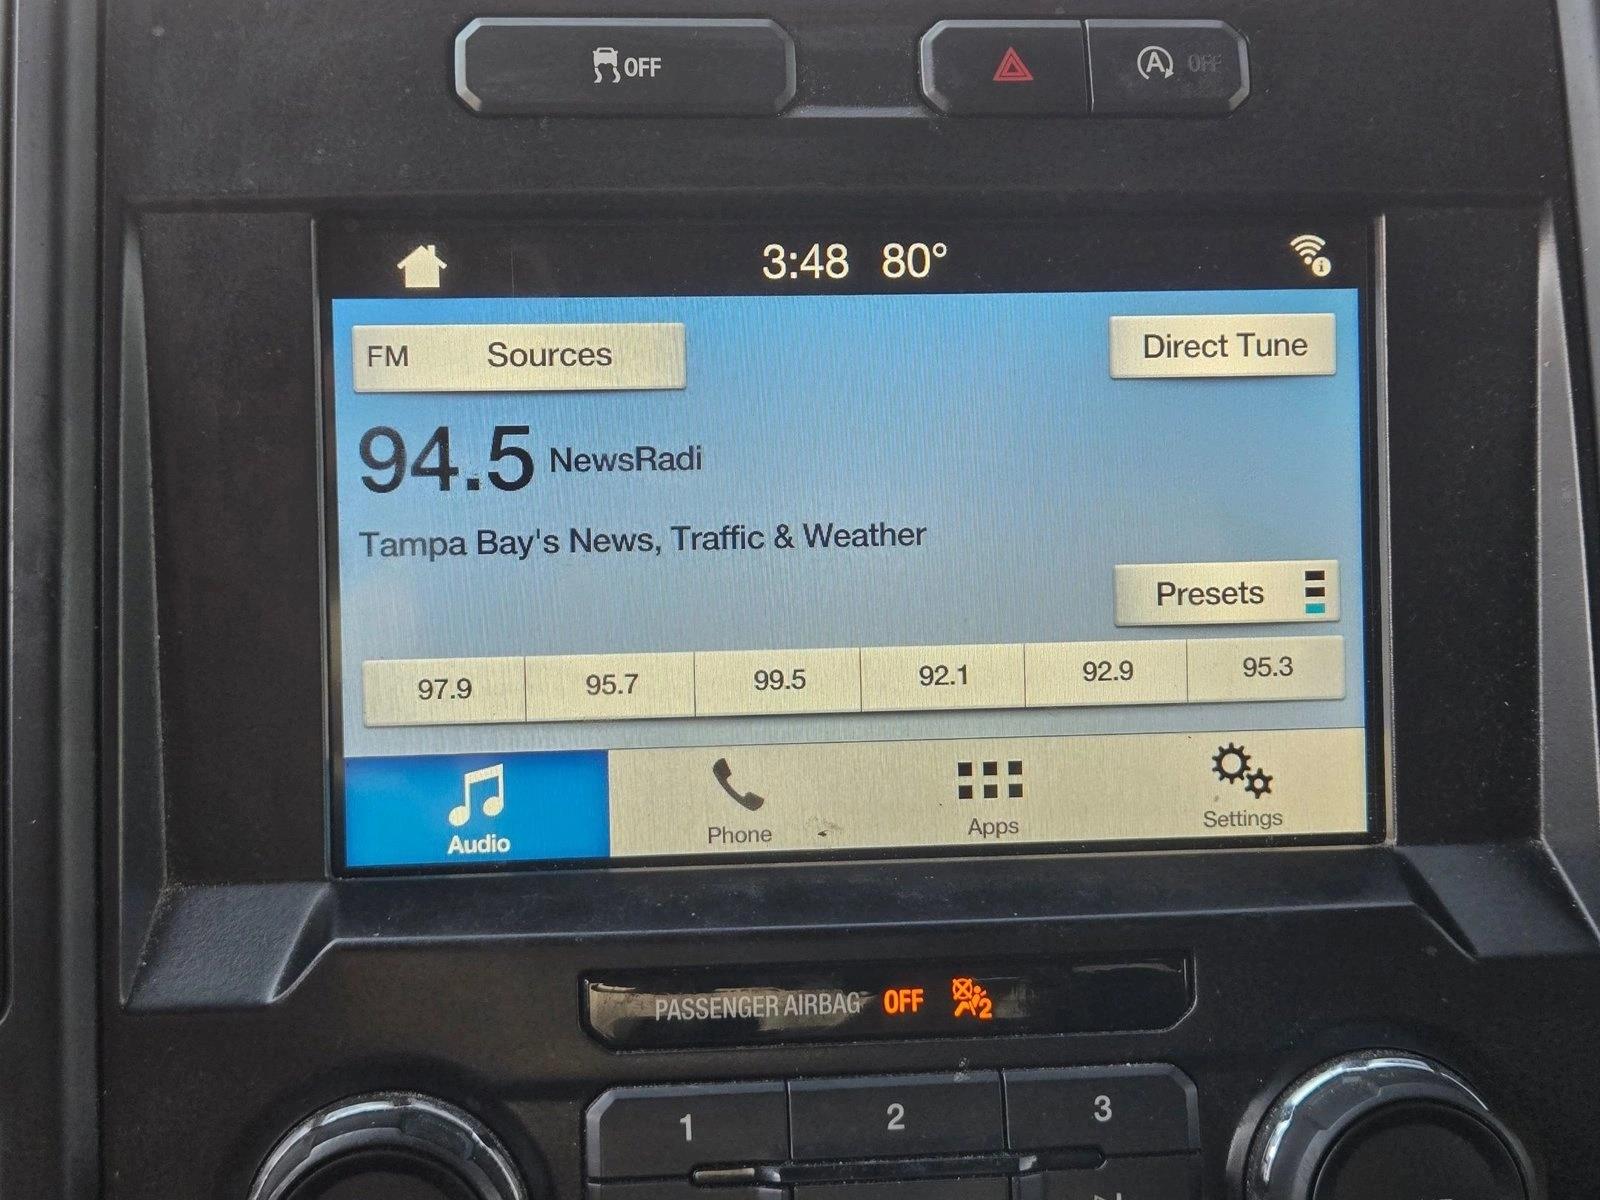 OFF
A OFF
3:48 80°
FM Sources
Direct Tune
94.5 NewsRadi
Tampa Bay's News, Traffic & Weather
Presets
97.9 95.7 99.5 92.1 92.9 95.3
Audio Phone Apps Settings
PASSENGER AIRBAG OFF 2
1 2 3